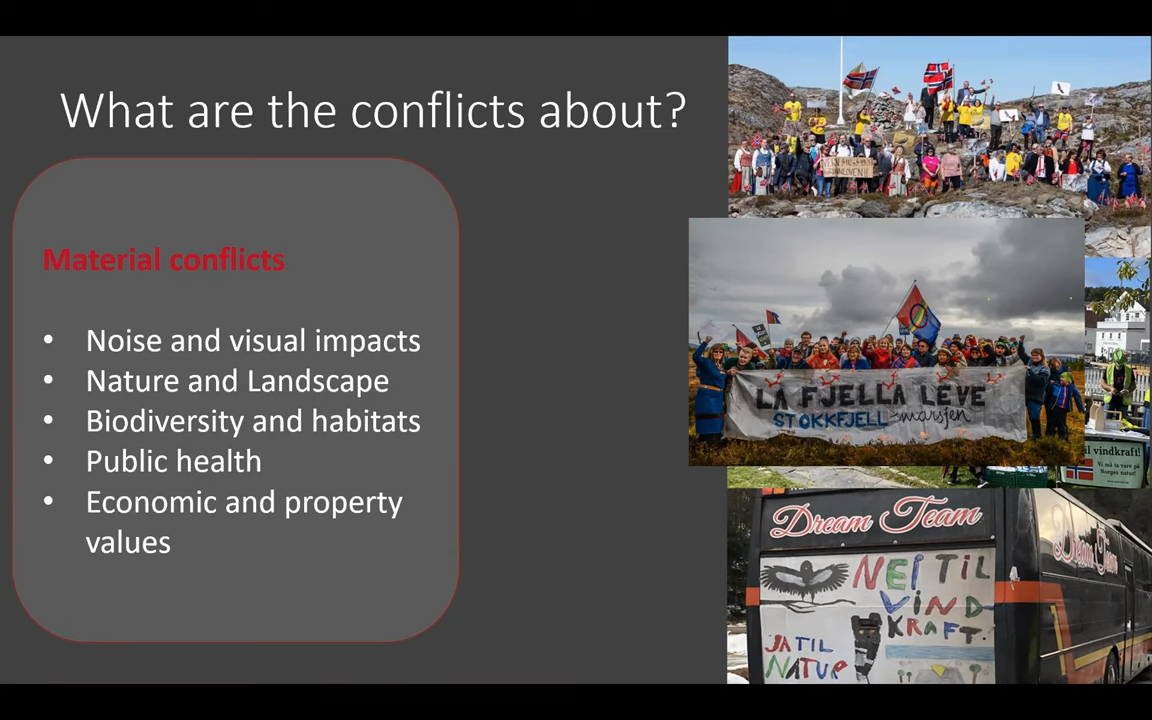 What are the conflicts about?
Material conflicts
• Noise and visual impacts
• Nature and Landscape
• Biodiversity and habitats
• Public health
• Economic and property
values
LA FJELLA LEVE
STOKKFJELL-marsjen
il vindkraft!
Vi må ta vare på
Norges natur!
Dream Team
Dream Team
NEI TIL
VIND-
KRAFT.
JA TIL
NATUR